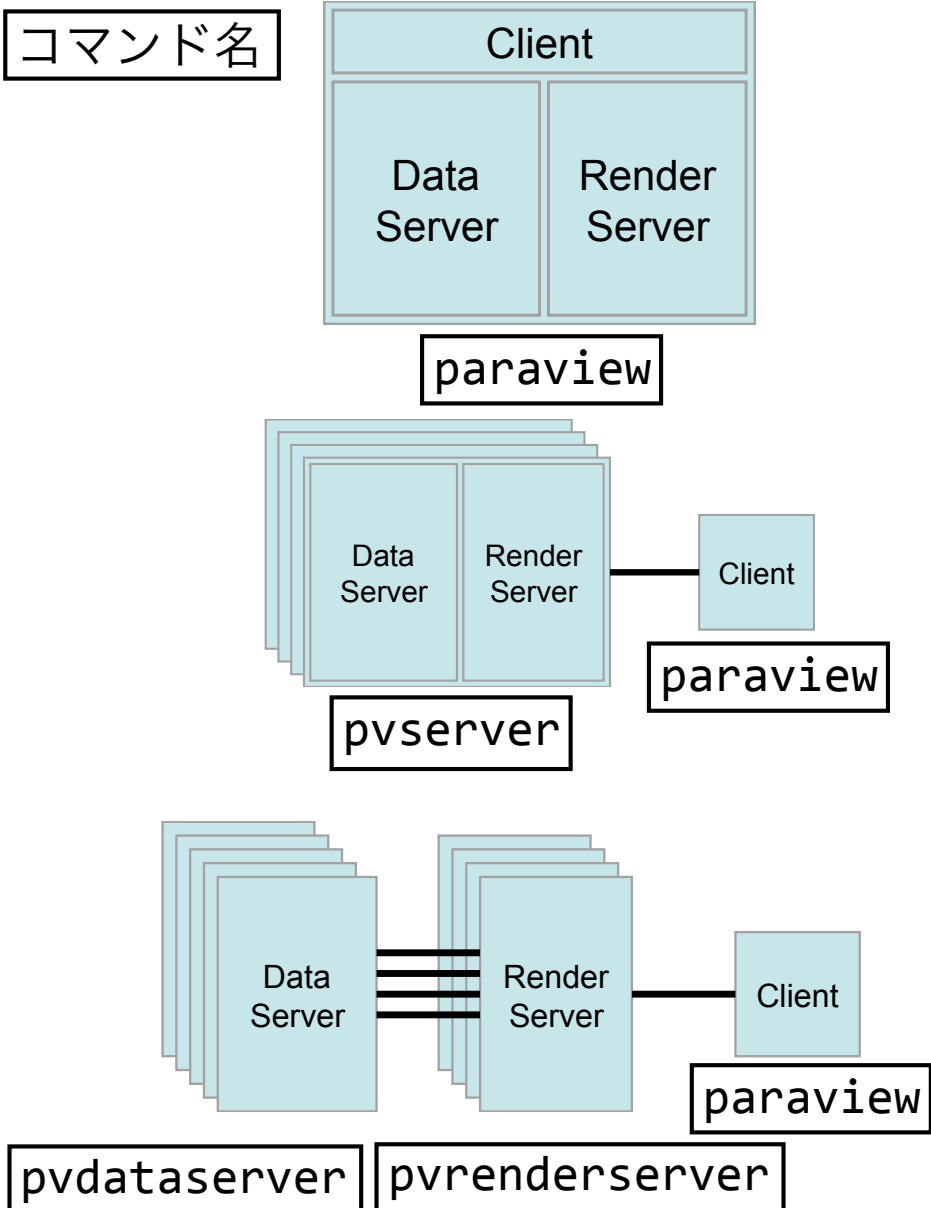 コマンド名
Client
Data
Server
Render
Server
paraview
Data
Server
Render
Server
Client
paraview
pvserver
Data
Server
Render
Server
Client
paraview
pvdataserver
pvrenderserver